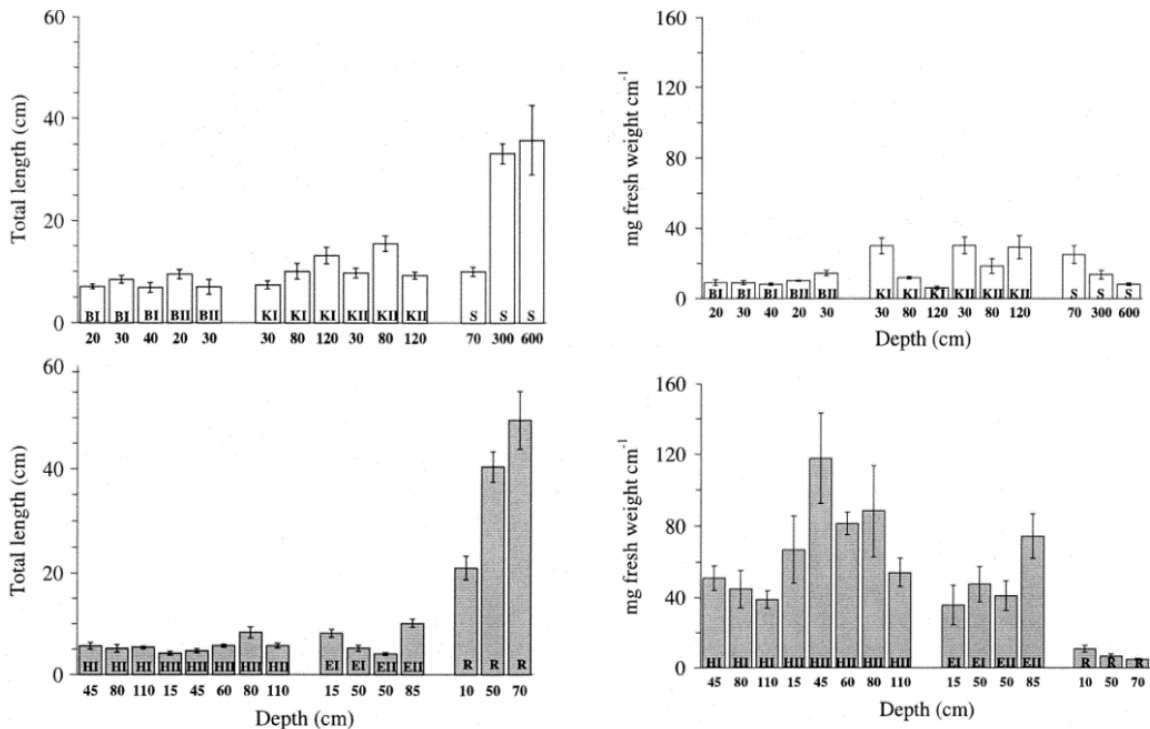 60
40
20
0
Total length (cm)
BI BI BI BII BII KI KI KI KII KII KII S S S
20 30 40 20 30 30 80 120 30 80 120 70 300 600
160
120
80
40
0
mg fresh weight cm-1
BI BI BI BII BII KI KI KI KII KII KII S S S
20 30 40 20 30 30 80 120 30 80 120 70 300 600
Depth (cm)
60
40
20
0
Total length (cm)
HI HI HI HII HII HII HII HII EI EI EII EII R R R
45 80 110 15 45 60 80 110 15 50 50 85 10 50 70
Depth (cm)
160
120
80
40
0
mg fresh weight cm-1
HI HI HI HII HII HII HII HII EI EI EII EII R R R
45 80 110 15 45 60 80 110 15 50 50 85 10 50 70
Depth (cm)